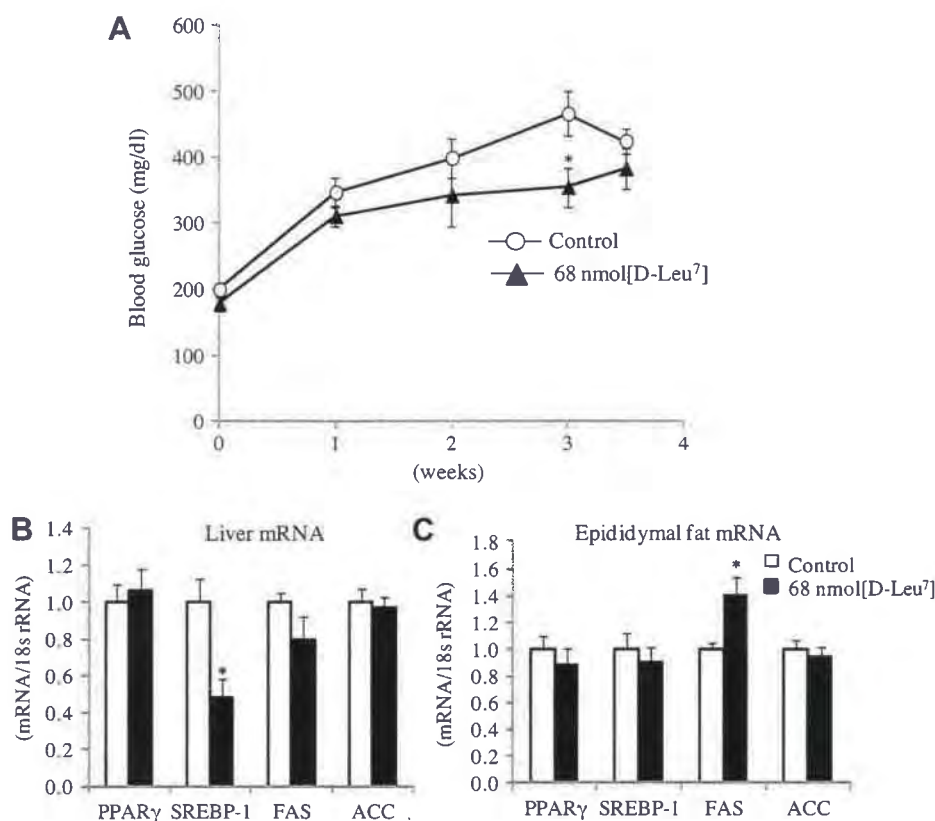 A
600
500
400
300
200
100
0
Blood glucose (mg/dl)
*
Control
68 nmol[D-Leu⁷]
0 1 2 3 4
(weeks)
B
Liver mRNA
1.4
1.2
1.0
0.8
0.6
0.4
0.2
0.0
(mRNA/18s rRNA)
*
PPARγ SREBP-1 FAS ACC
C
Epididymal fat mRNA
1.8
1.6
1.4
1.2
1.0
0.8
0.6
0.4
0.2
0.0
(mRNA/18s rRNA)
*
Control
68 nmol[D-Leu⁷]
PPARγ SREBP-1 FAS ACC